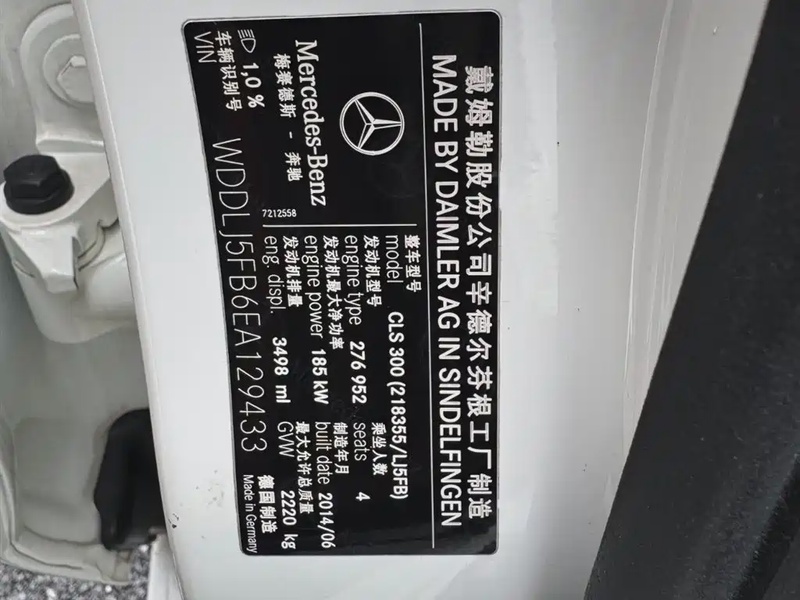 戴姆勒股份公司辛德尔芬根工厂制造
MADE BY DAIMLER AG IN SINDELFINGEN
Mercedes-Benz
梅赛德斯 - 奔驰
7212558
整车型号
model CLS 300 (218355/LJ5FB)
发动机型号 乘坐人数
engine type 276 952 seats 4
发动机最大净功率 制造年月
engine power 185 kW built date 2014/06
发动机排量 最大允许总质量
eng. displ. 3498 ml GVW 2220 kg
1,0 %
德国制造
Made in Germany
车辆识别号
VIN WDDLJ5FB6EA129433